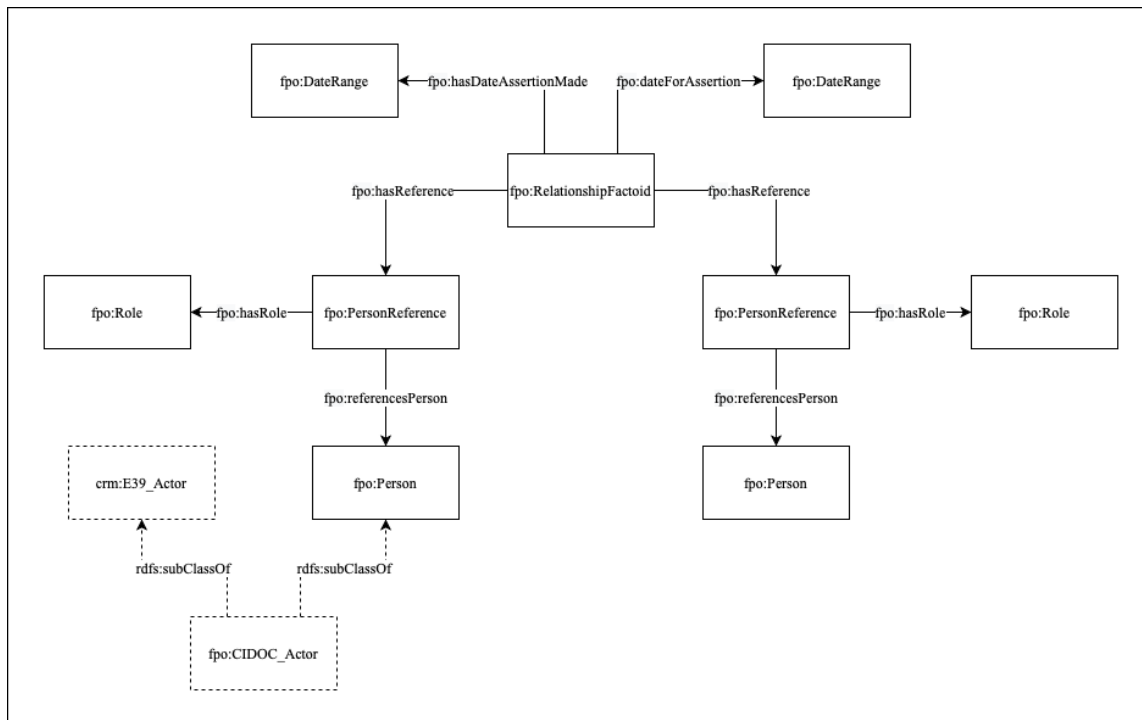 fpo:DateRange
fpo:hasDateAssertionMade
fpo:dateForAssertion
fpo:DateRange
fpo:hasReference
fpo:RelationshipFactoid
fpo:hasReference
fpo:Role
fpo:hasRole
fpo:PersonReference
fpo:PersonReference
fpo:hasRole
fpo:Role
fpo:referencesPerson
fpo:referencesPerson
crm:E39_Actor
fpo:Person
fpo:Person
rdfs:subClassOf
rdfs:subClassOf
fpo:CIDOC_Actor